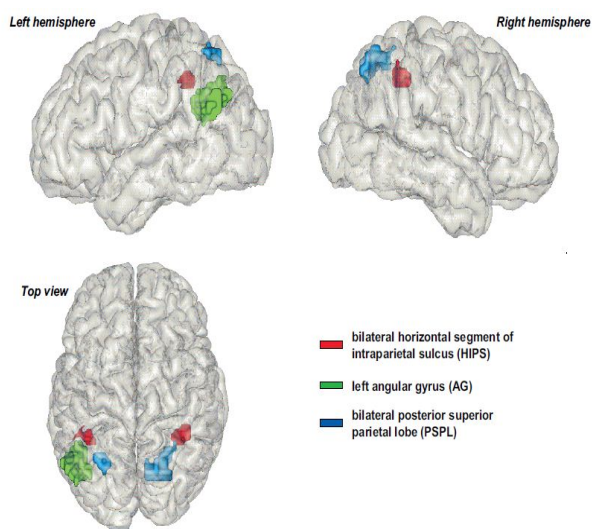 Left hemisphere
Right hemisphere
Top view
bilateral horizontal segment of
intraparietal sulcus (HIPS)
left angular gyrus (AG)
bilateral posterior superior
parietal lobe (PSPL)